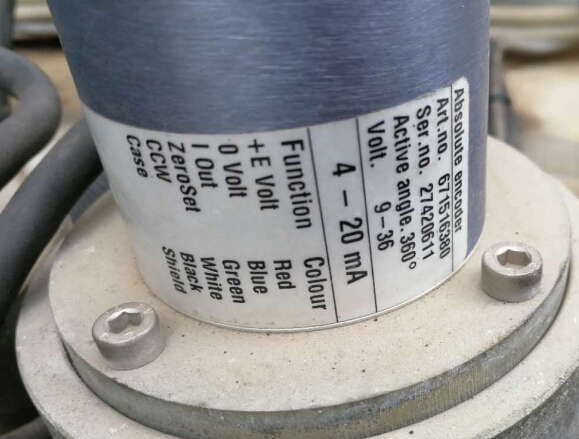 Absolute encoder
Art.no. 671516380
Ser.no. 27420611
Active angle. 360°
Volt. 9-36
4 - 20 mA
Function Colour
+ E Volt Red
0 Volt Blue
I Out Green
ZeroSet White
CCW Black
Case Shield